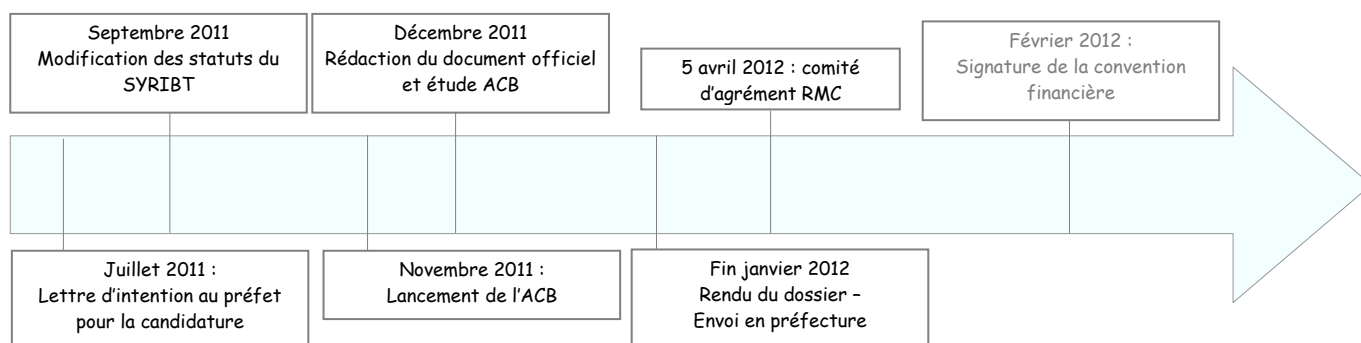 Septembre 2011
Modification des statuts du
SYRIBT
Décembre 2011
Rédaction du document officiel
et étude ACB
5 avril 2012 : comité
d'agrément RMC
Février 2012 :
Signature de la convention
financière
Juillet 2011 :
Lettre d'intention au préfet
pour la candidature
Novembre 2011 :
Lancement de l'ACB
Fin janvier 2012
Rendu du dossier –
Envoi en préfecture